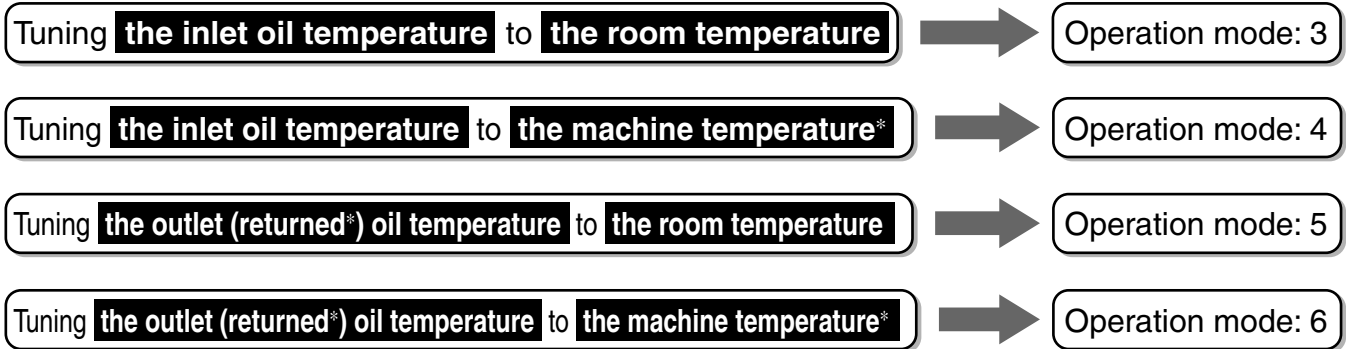 Tuning the inlet oil temperature to the room temperature Operation mode: 3
Tuning the inlet oil temperature to the machine temperature* Operation mode: 4
Tuning the outlet (returned*) oil temperature to the room temperature Operation mode: 5
Tuning the outlet (returned*) oil temperature to the machine temperature* Operation mode: 6